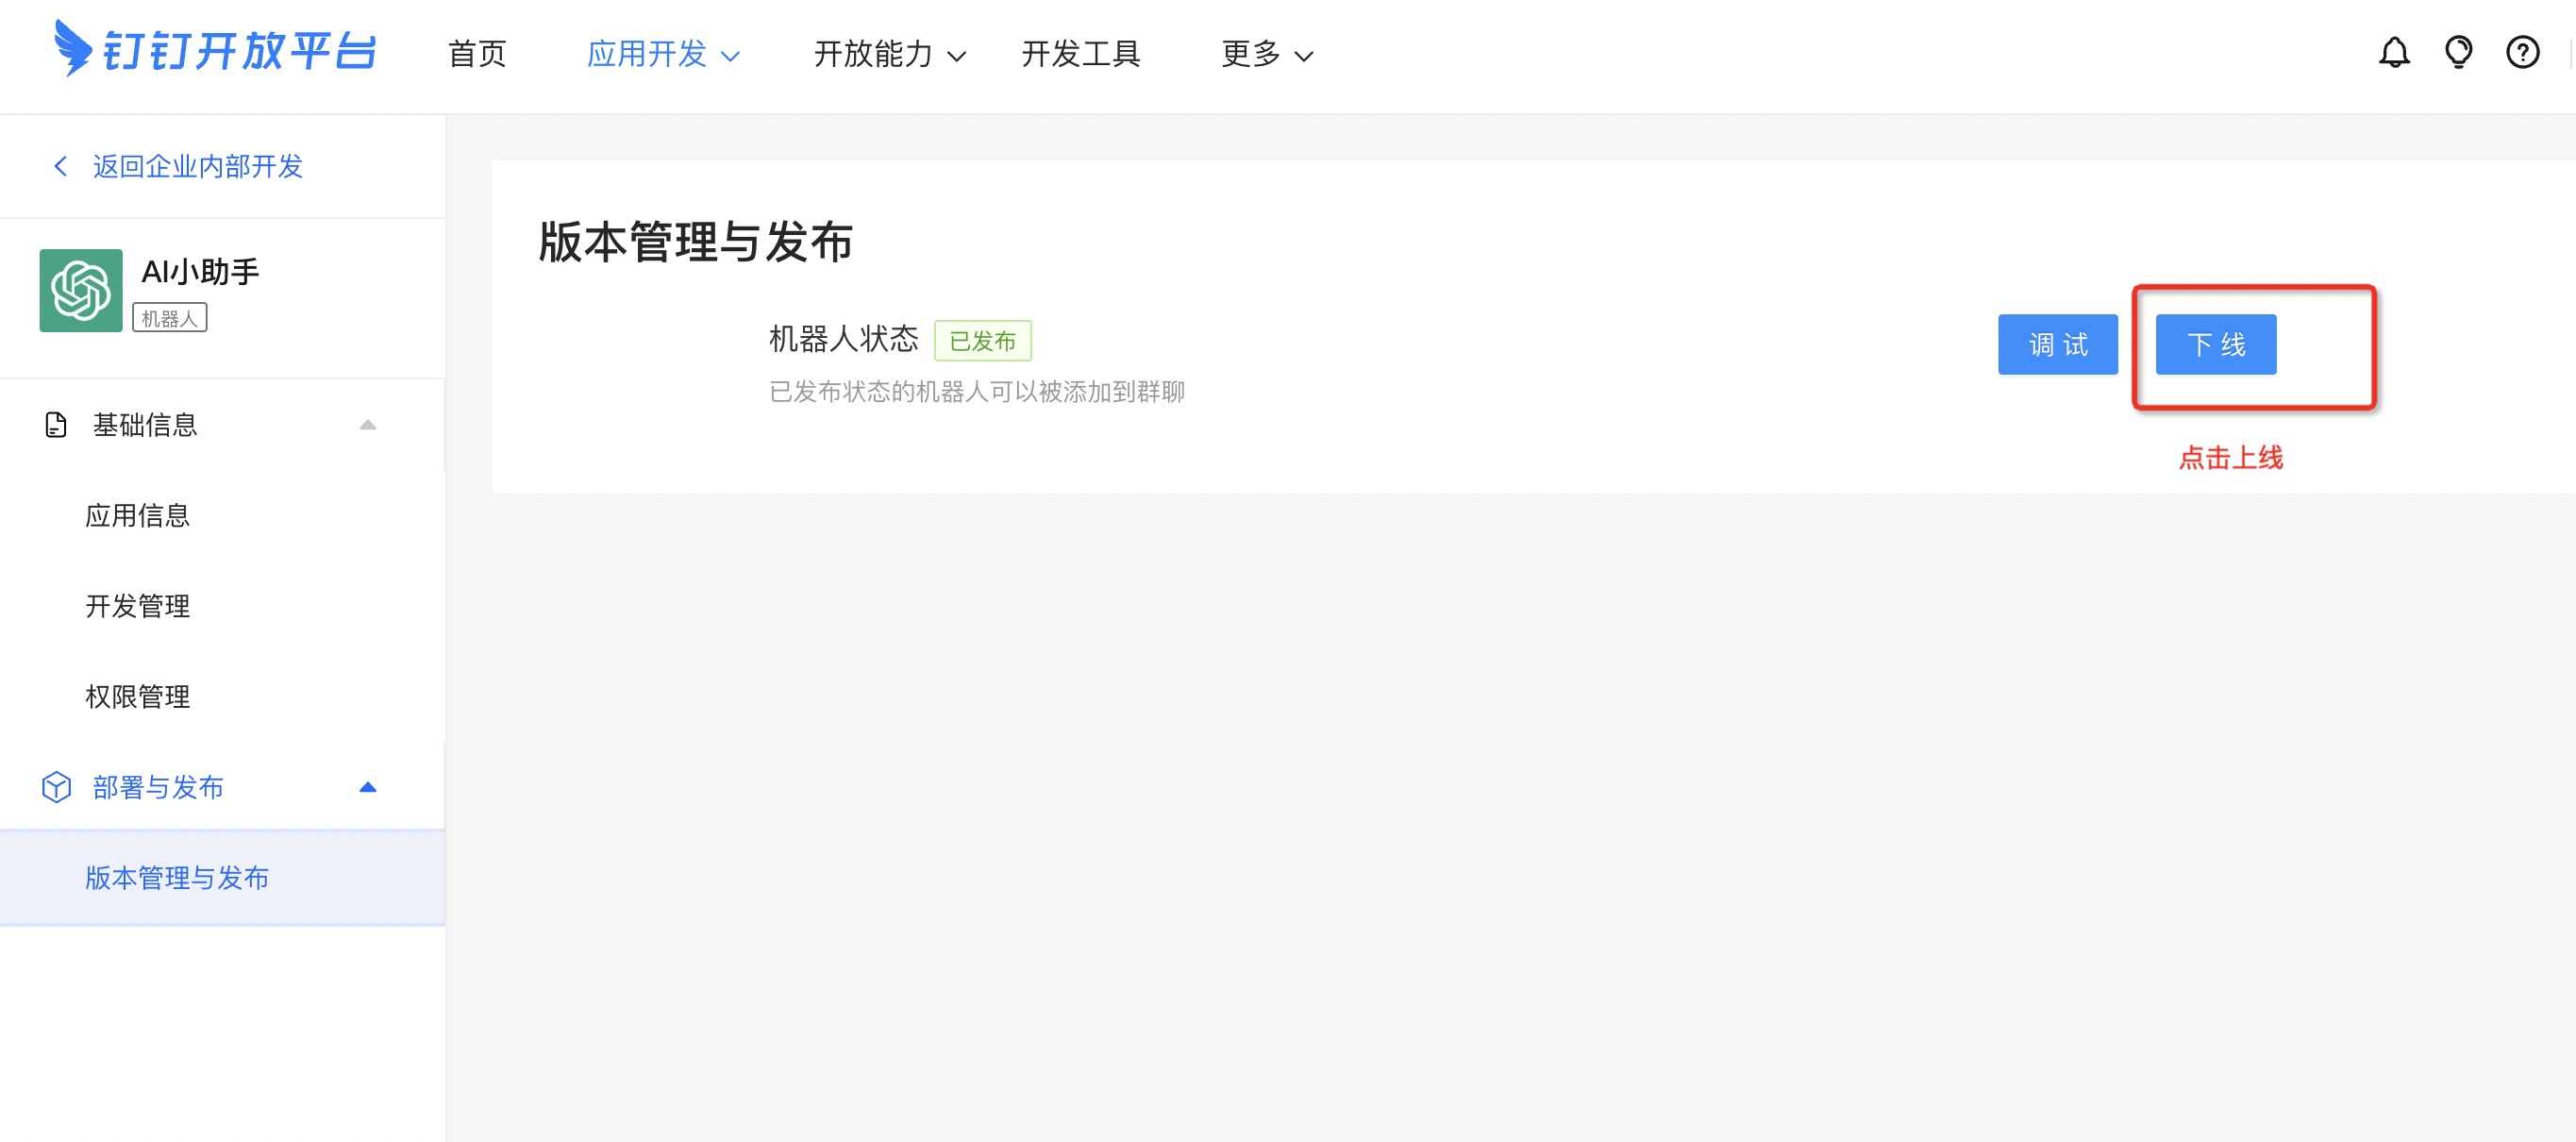 钉钉开放平台 首页 应用开发 开放能力 开发工具 更多
返回企业内部开发
AI小助手
机器人
基础信息
应用信息
开发管理
权限管理
部署与发布
版本管理与发布
版本管理与发布
机器人状态 已发布
已发布状态的机器人可以被添加到群聊
调试 下线
点击上线